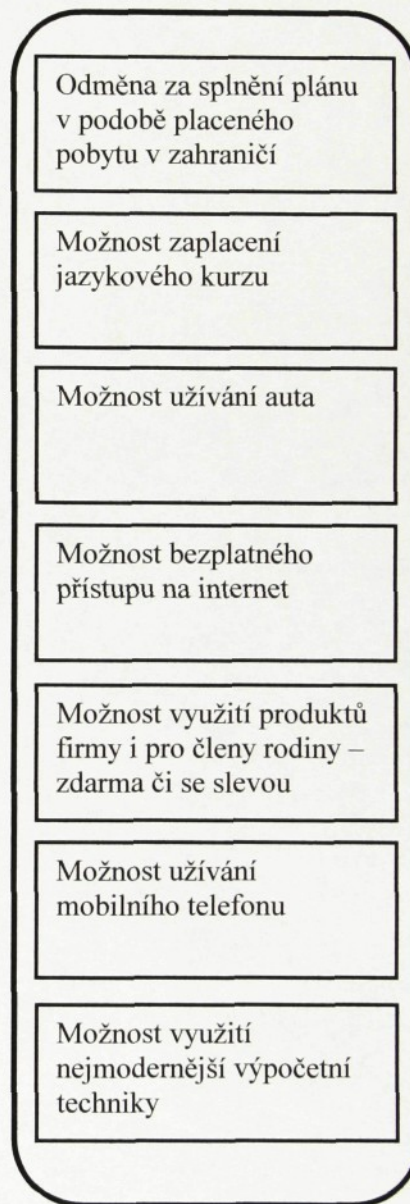 Odměna za splnění plánu
v podobě placeného
pobytu v zahraničí
Možnost zaplacení
jazykového kurzu
Možnost užívání auta
Možnost bezplatného
přístupu na internet
Možnost využití produktů
firmy i pro členy rodiny –
zdarma či se slevou
Možnost užívání
mobilního telefonu
Možnost využití
nejmodernější výpočetní
techniky